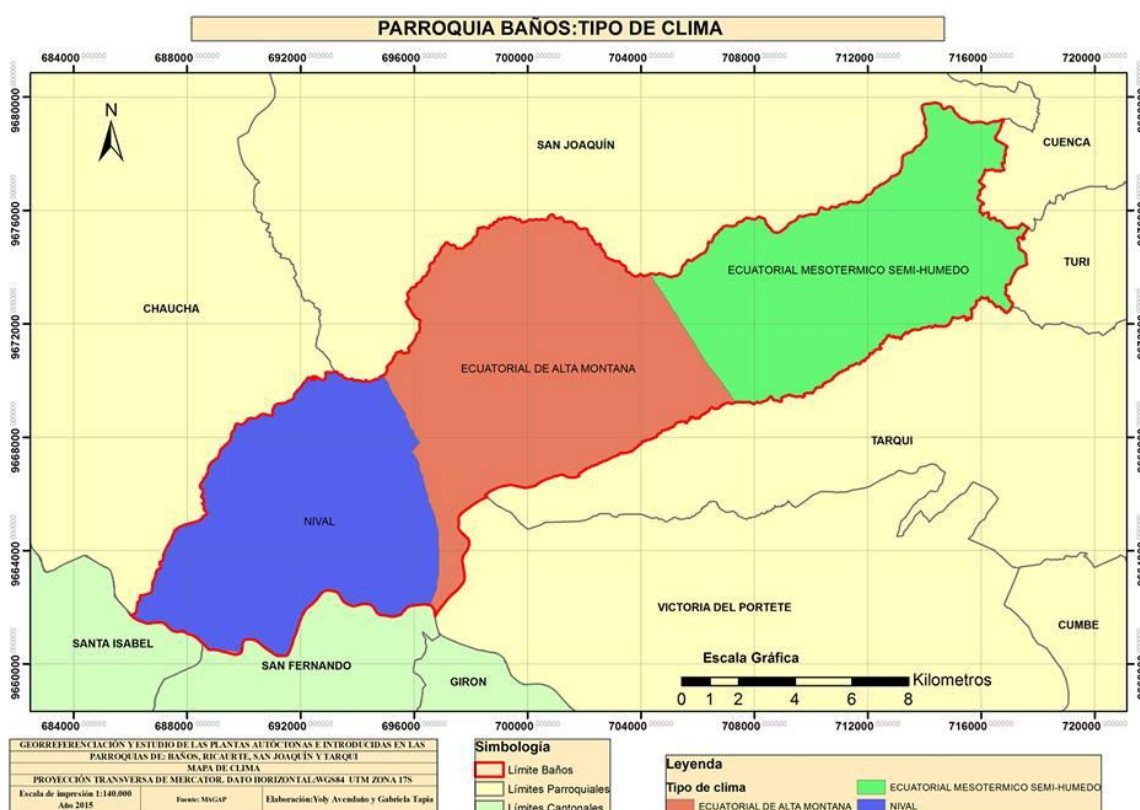 PARROQUIA BAÑOS:TIPO DE CLIMA
684000 688000 692000 696000 700000 704000 708000 712000 716000 720000
9680000
9676000
9672000
9668000
9664000
9660000
N
SAN JOAQUÍN
CUENCA
TURI
ECUATORIAL MESOTERMICO SEMI-HUMEDO
CHAUCHA
ECUATORIAL DE ALTA MONTANA
TARQUI
NIVAL
VICTORIA DEL PORTETE
CUMBE
SANTA ISABEL
SAN FERNANDO
GIRON
Escala Gráfica
Kilometros
0 1 2 4 6 8
684000 688000 692000 696000 700000 704000 708000 712000 716000 720000
GEORREFERENCIACIÓN Y ESTUDIO DE LAS PLANTAS AUTÓCTONAS E INTRODUCIDAS EN LAS
PARROQUIAS DE: BAÑOS, RICAURTE, SAN JOAQUÍN Y TARQUI
MAPA DE CLIMA
PROYECCIÓN TRANSVERSA DE MERCATOR. DATO HORIZONTAL:WGS84 UTM ZONA 17S
Escala de impresión 1:140.000
Año 2015
Fuente: MAGAP
Elaboración:Yoly Avendaño y Gabriela Tapia
Simbología
Límite Baños
Límites Parroquiales
Límites Cantonales
Leyenda
Tipo de clima
ECUATORIAL DE ALTA MONTANA
ECUATORIAL MESOTERMICO SEMI-HUMEDO
NIVAL